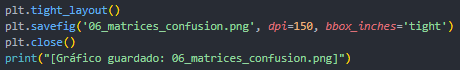 plt.tight_layout()
plt.savefig('06_matrices_confusion.png', dpi=150, bbox_inches='tight')
plt.close()
print("[Gráfico guardado: 06_matrices_confusion.png]")